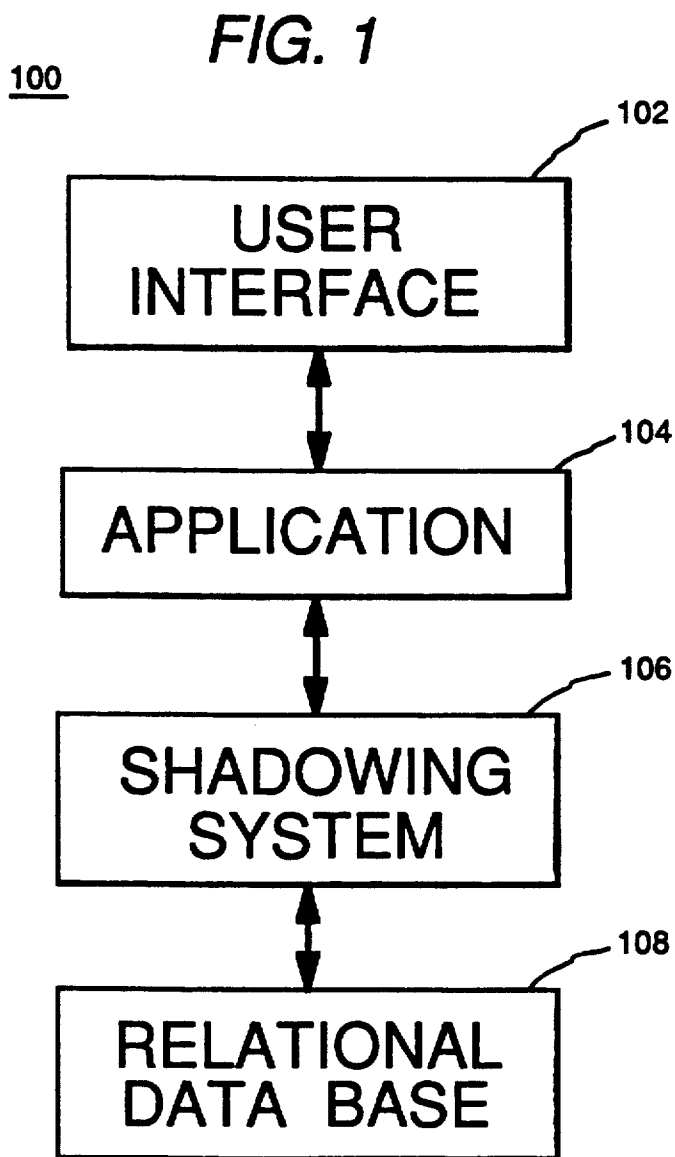 FIG. 1
100
102
USER
INTERFACE
104
APPLICATION
106
SHADOWING
SYSTEM
108
RELATIONAL
DATA BASE